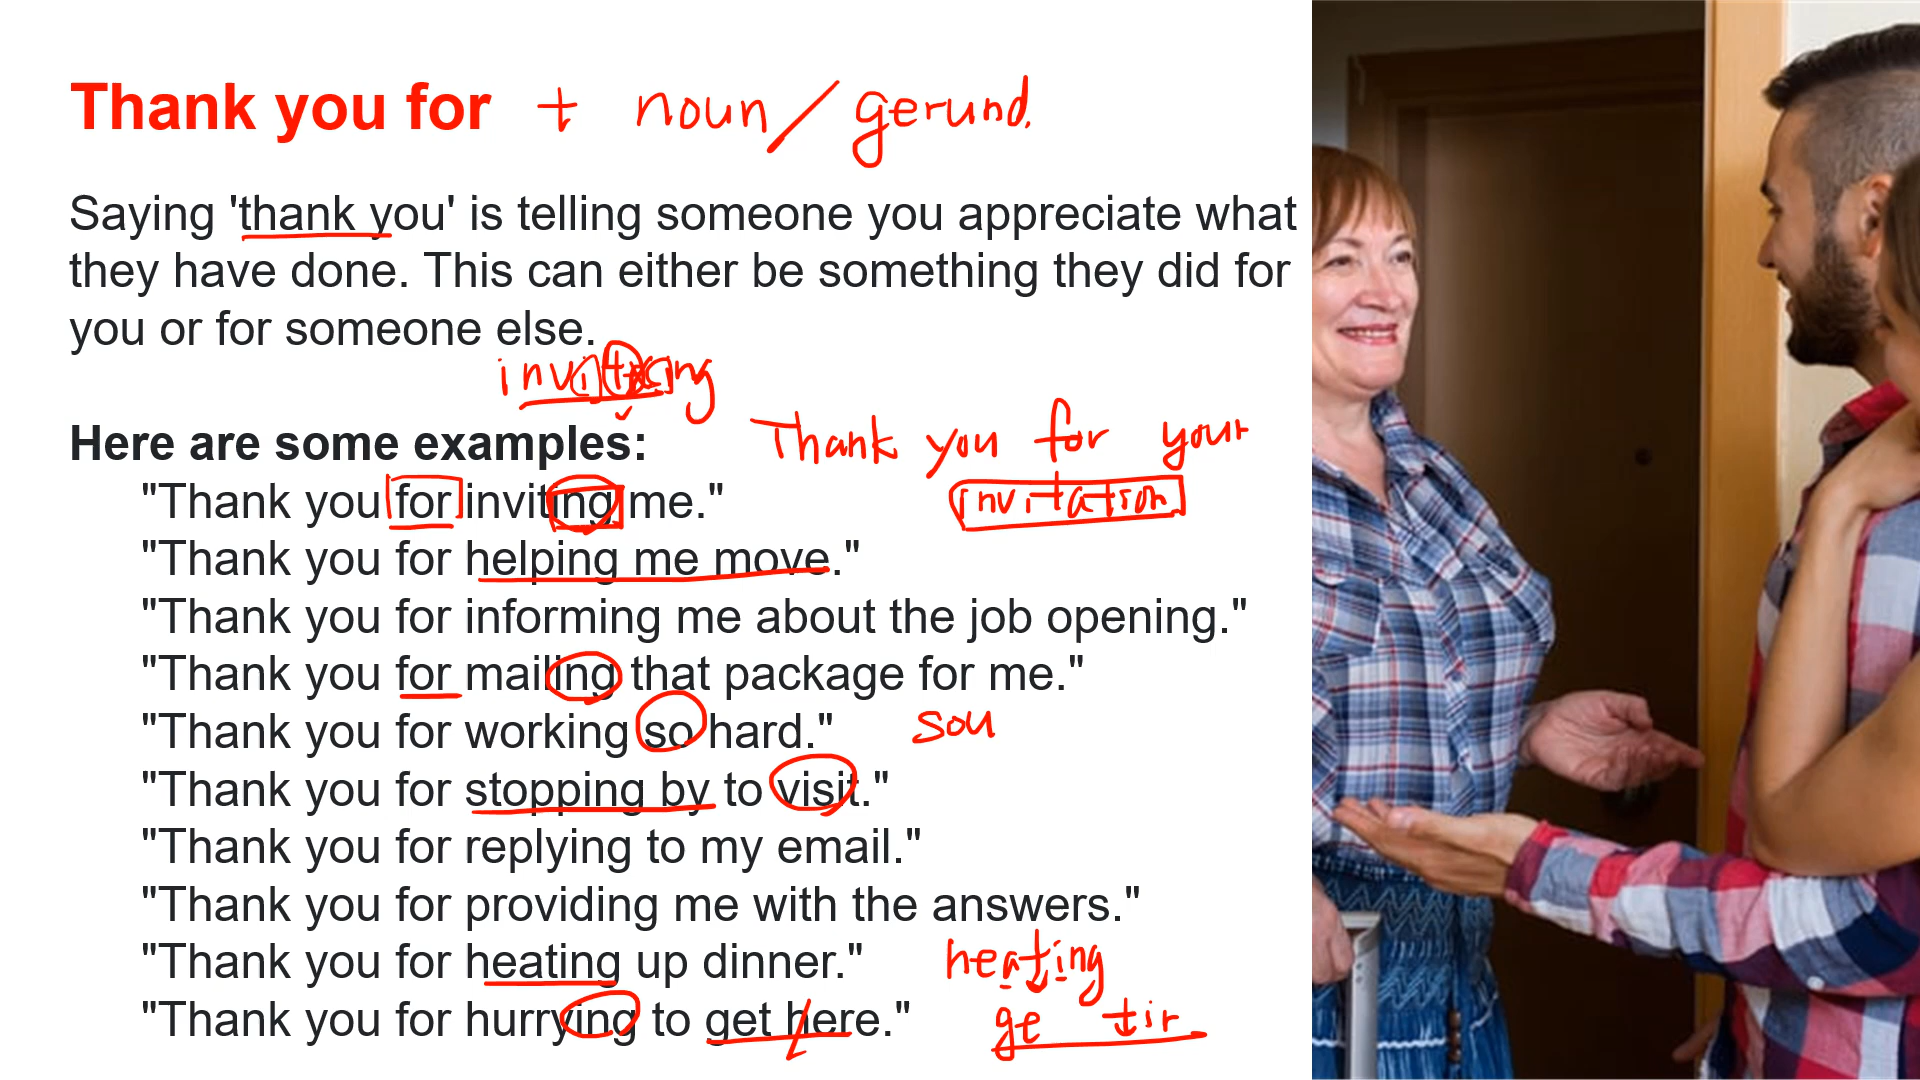 Thank you for + noun/gerund.
Saying 'thank you' is telling someone you appreciate what
they have done. This can either be something they did for
you or for someone else.
Here are some examples:
Thank you for your
invitation
"Thank you for inviting me."
"Thank you for helping me move."
"Thank you for informing me about the job opening."
"Thank you for mailing that package for me."
"Thank you for working so hard." sou
"Thank you for stopping by to visit."
"Thank you for replying to my email."
"Thank you for providing me with the answers."
"Thank you for heating up dinner." heating
"Thank you for hurrying to get here." ge tir